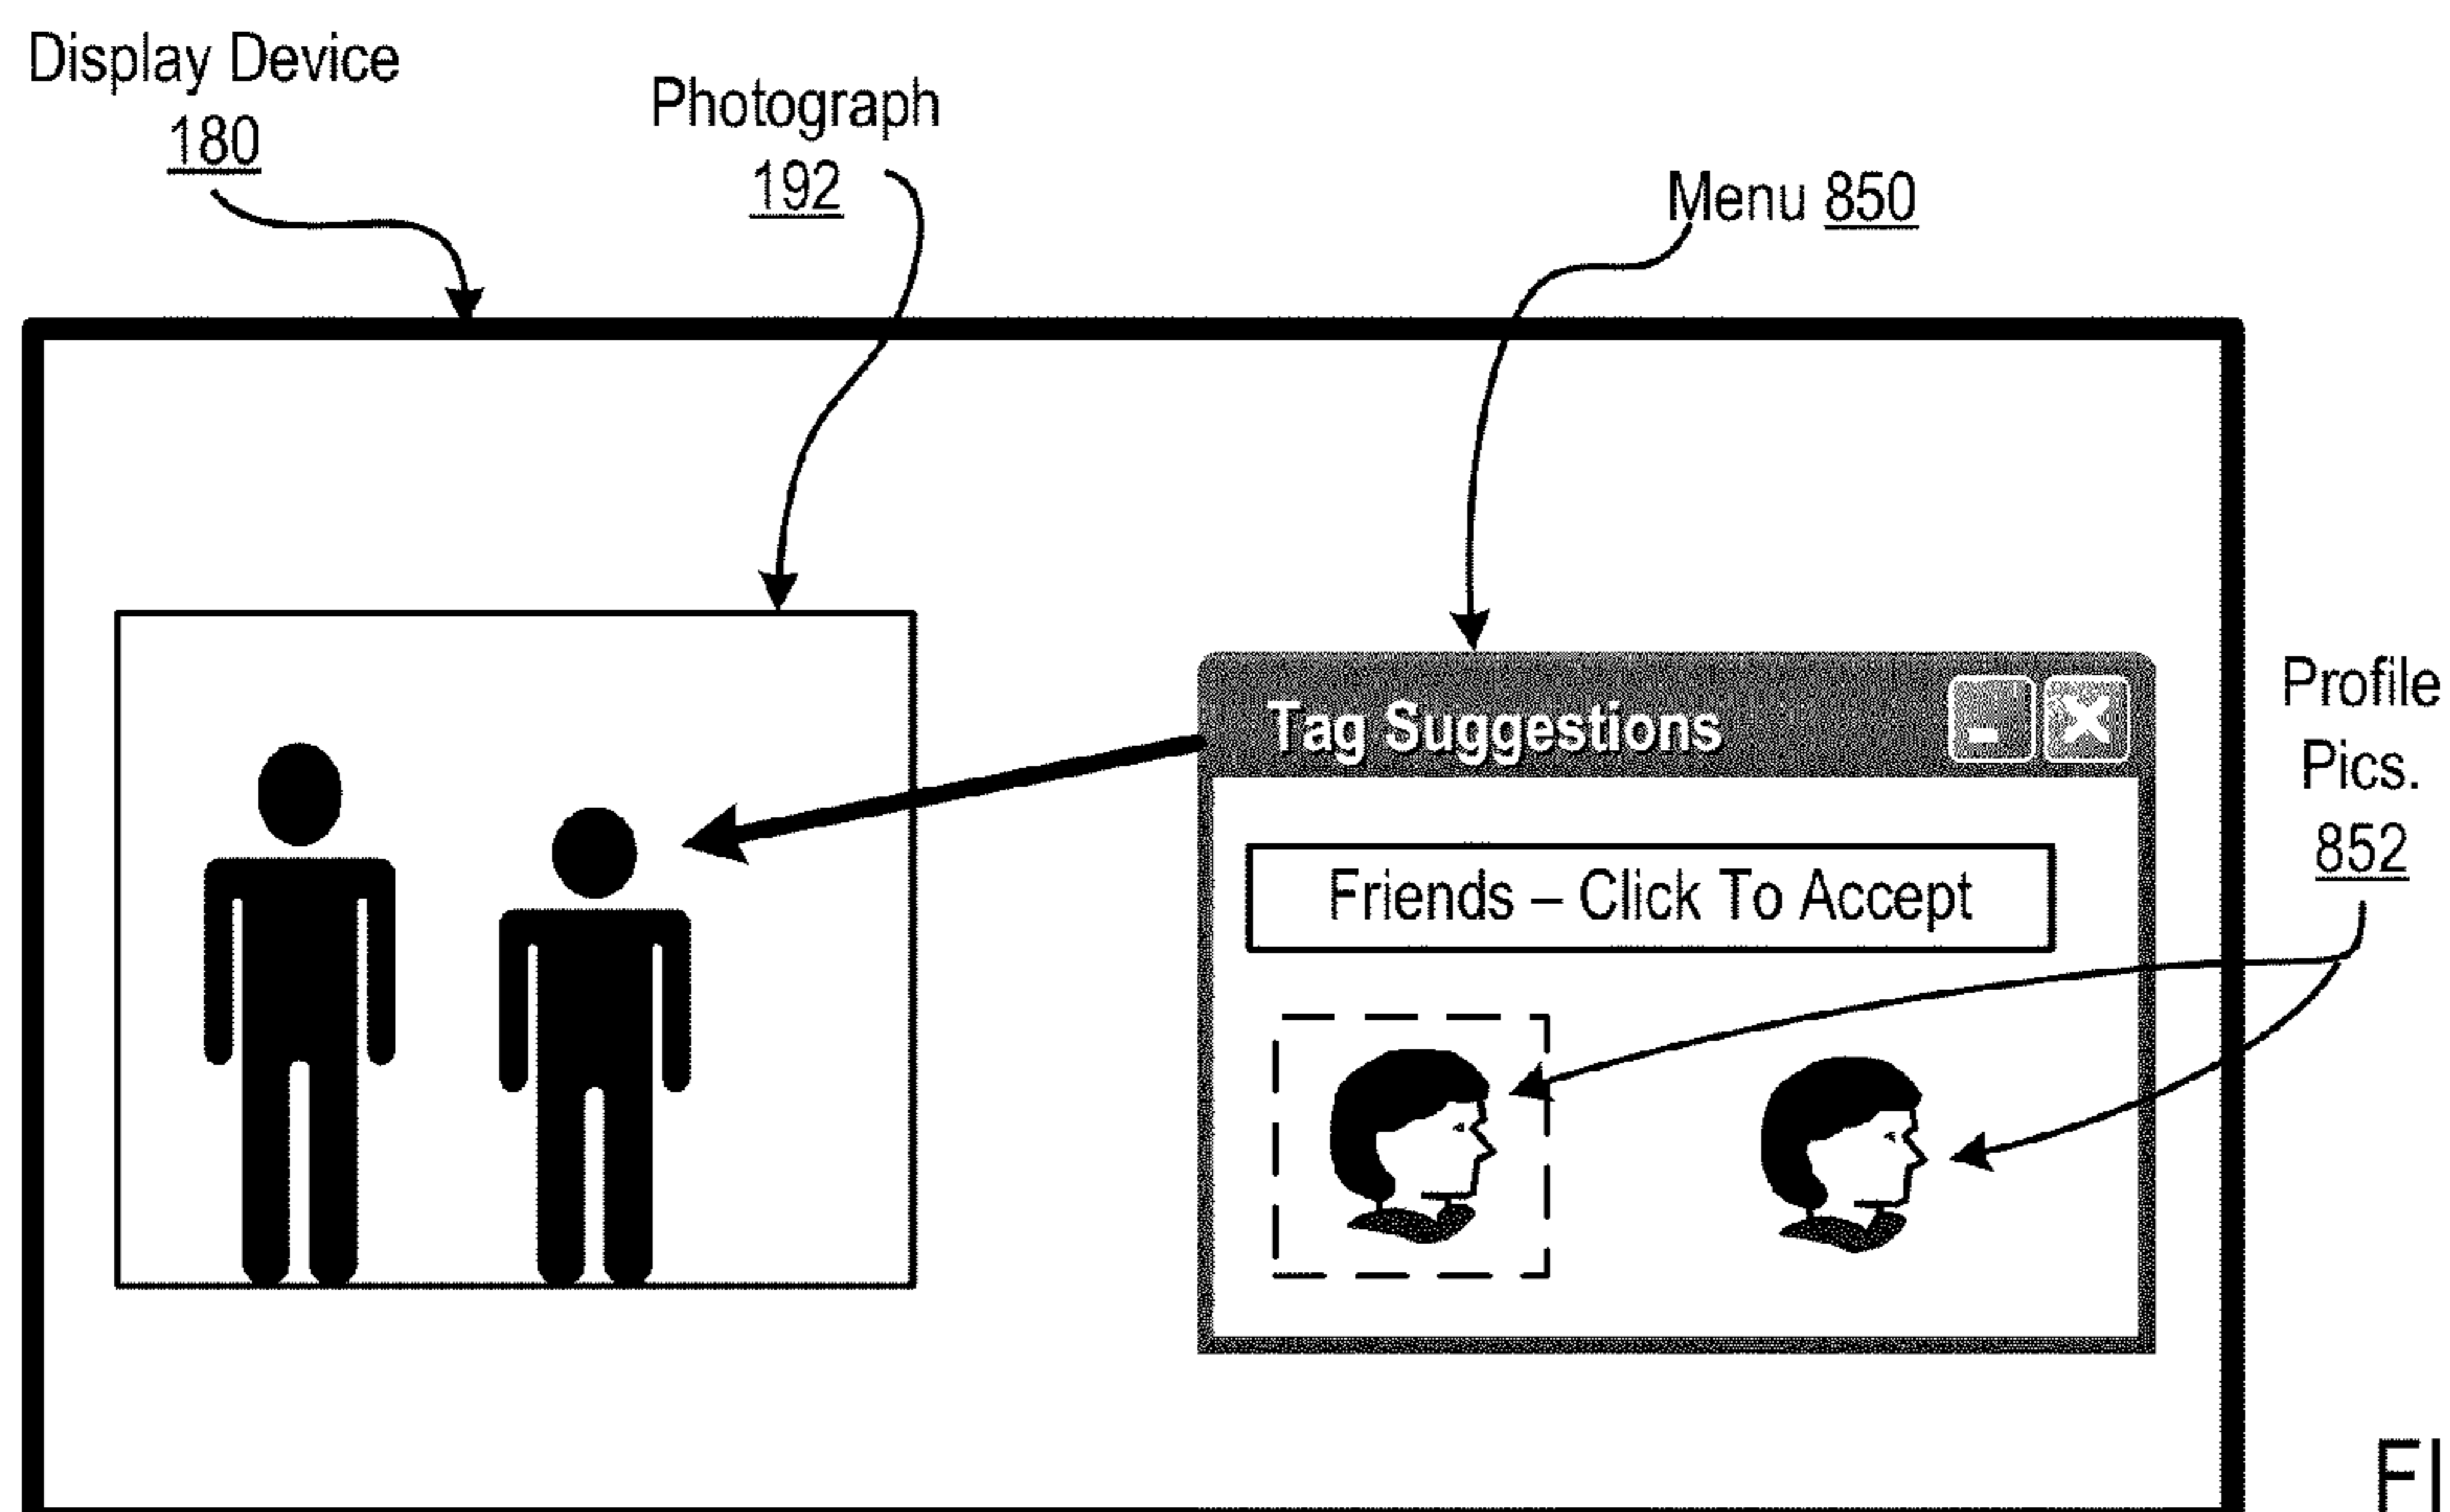 Display Device
180
Photograph
192
Menu 850
Tag Suggestions
Friends – Click To Accept
Profile
Pics.
852